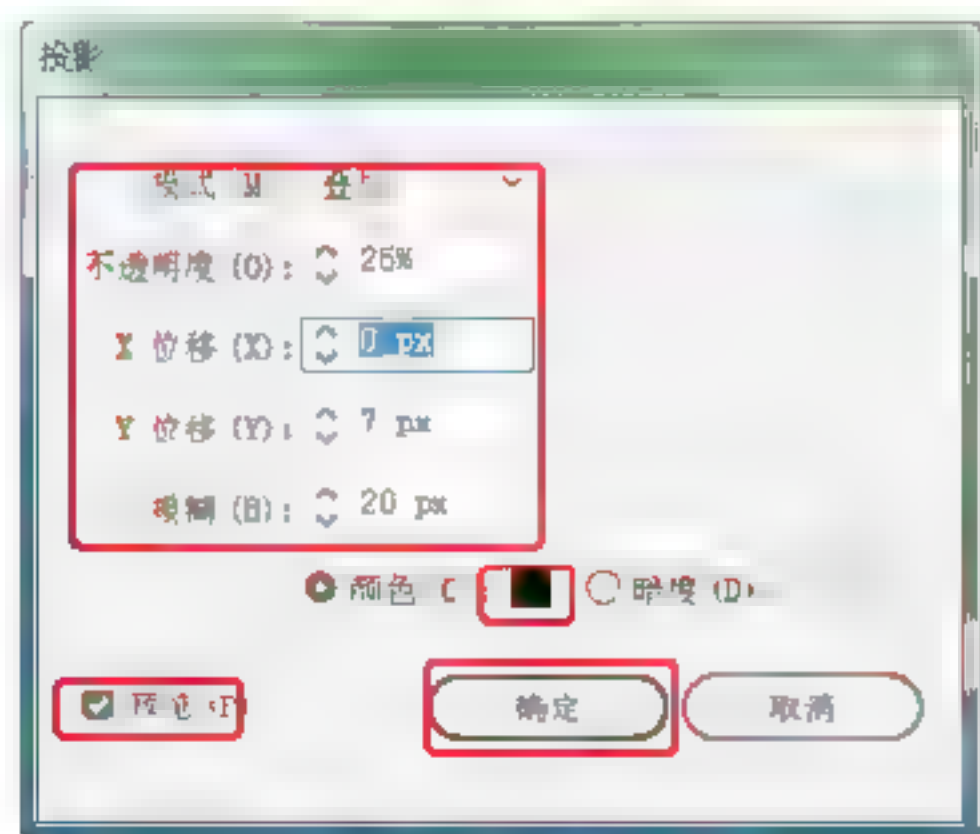 投影
模式 M 叠
不透明度(O): 25%
X 位移(X): 0 px
Y 位移(Y): 7 px
模糊(B): 20 px
颜色 C : 暗度(D)
预览
确定 取消